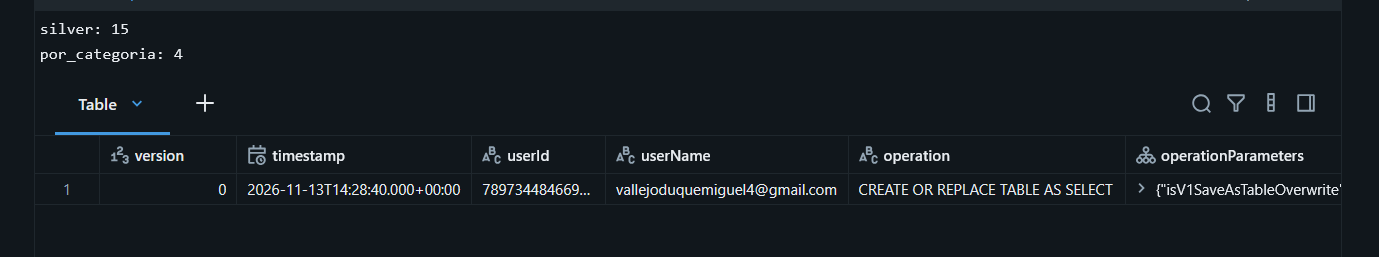 silver: 15
por_categoria: 4
Table
version timestamp userId userName operation operationParameters
1 0 2026-11-13T14:28:40.000+00:00 789734484669... vallejoduquemiguel4@gmail.com CREATE OR REPLACE TABLE AS SELECT {"isV1SaveAsTableOverwrite"